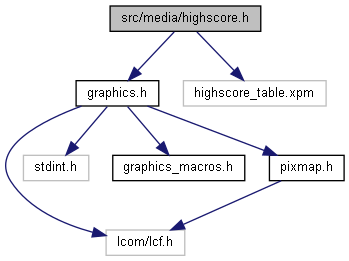 src/media/highscore.h
graphics.h
highscore_table.xpm
stdint.h
graphics_macros.h
pixmap.h
lcom/lcf.h